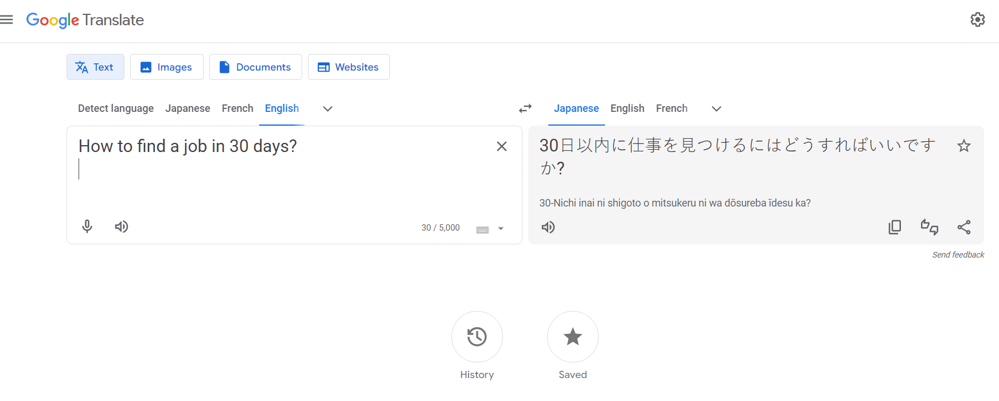 Google Translate
Text Images Documents Websites
Detect language Japanese French English
Japanese English French
How to find a job in 30 days?
30 / 5,000
30日以内に仕事を見つけるにはどうすればいいです
か?
30-Nichi inai ni shigoto o mitsukeru ni wa dōsureba īdesu ka?
Send feedback
History Saved